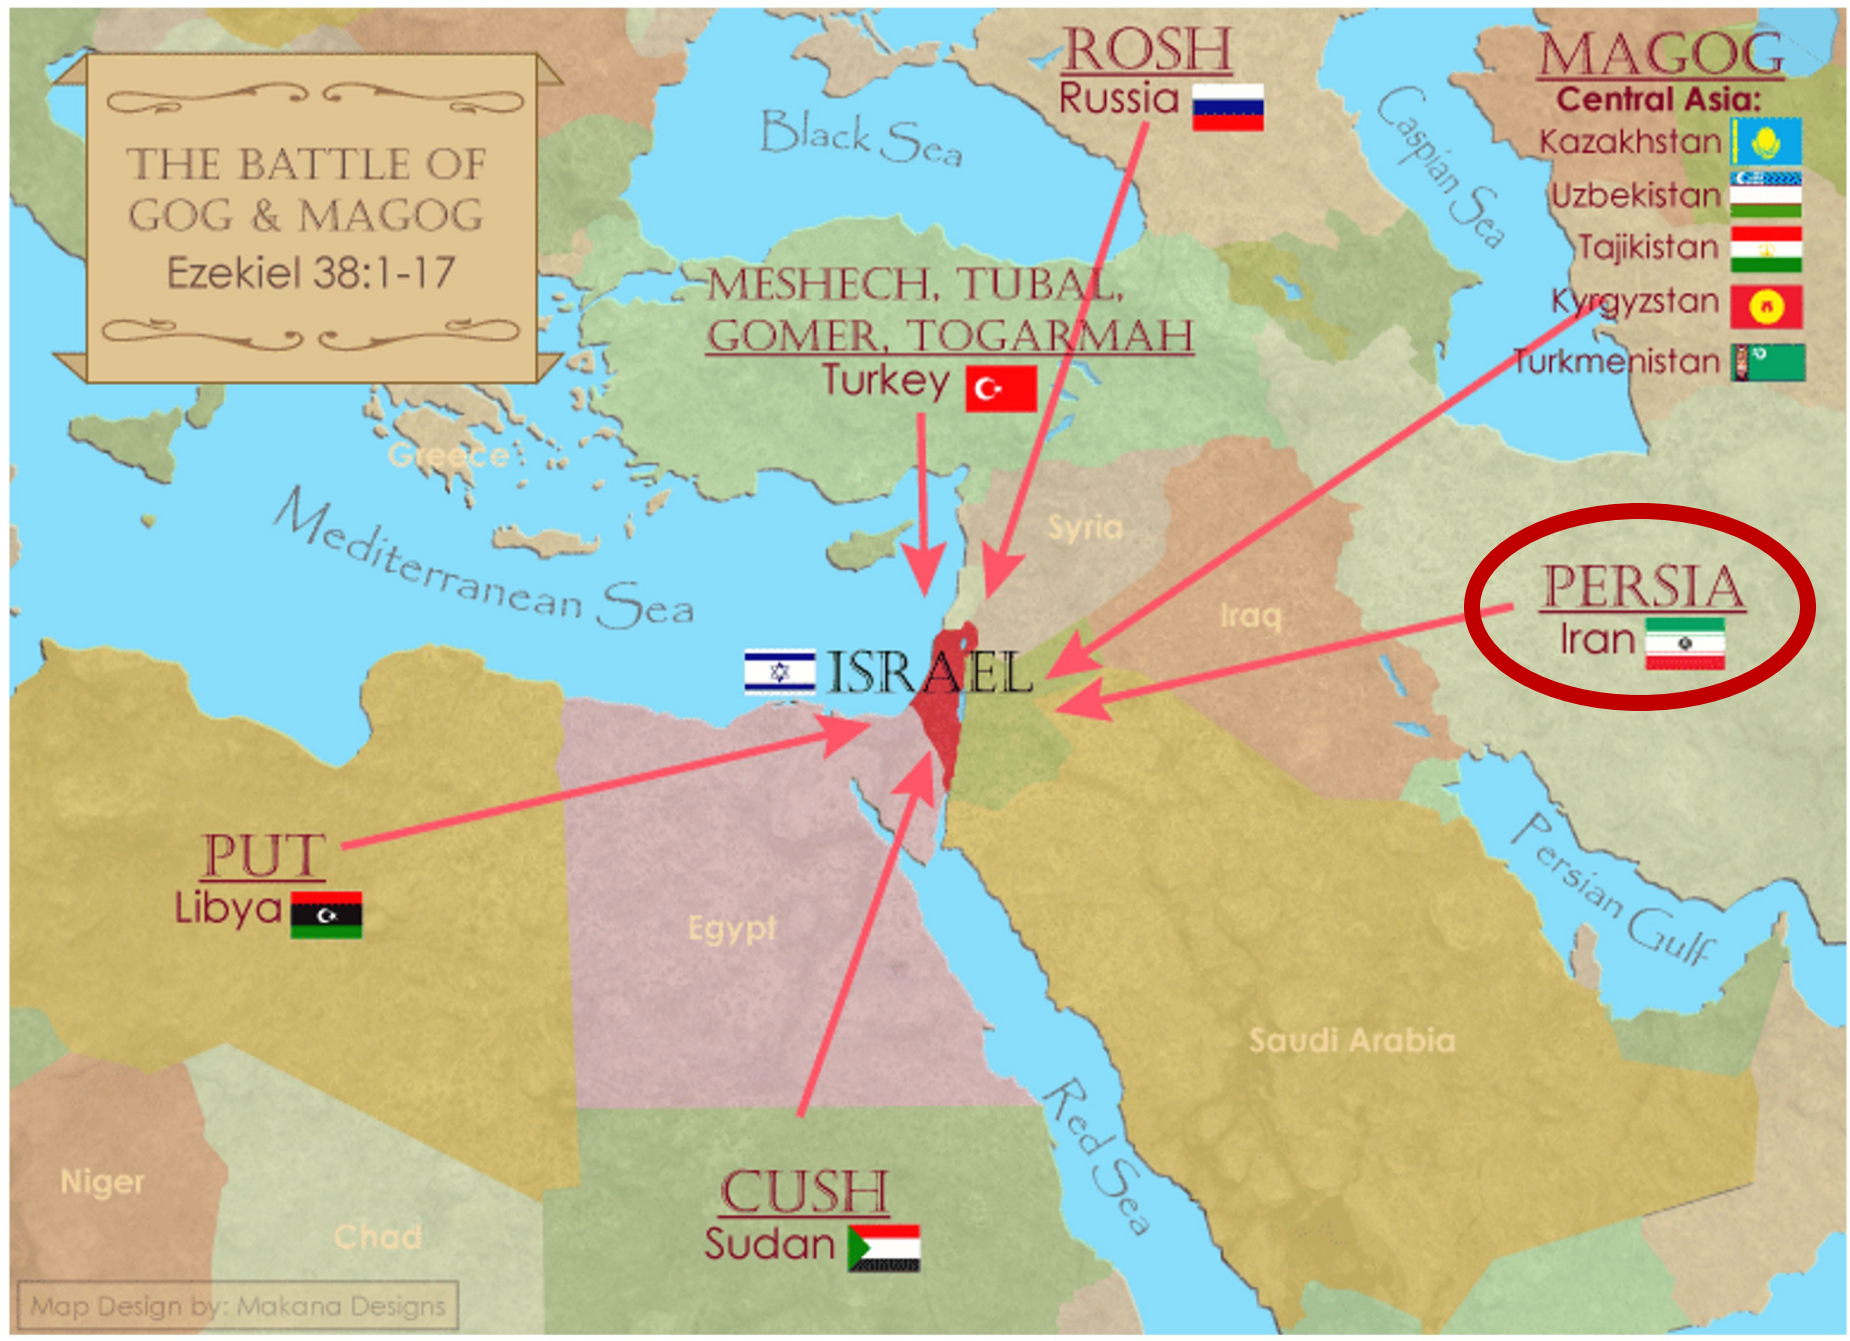 THE BATTLE OF
GOG & MAGOG
Ezekiel 38:1-17
ROSH
Russia
MAGOG
Central Asia:
Kazakhstan
Uzbekistan
Tajikistan
Kyrgyzstan
Turkmenistan
Black Sea
Caspian Sea
MESHECH, TUBAL,
GOMER, TOGARMAH
Turkey
Greece
Mediterranean Sea
Syria
Iraq
PERSIA
Iran
ISRAEL
PUT
Libya
Egypt
Persian Gulf
Saudi Arabia
Red Sea
CUSH
Sudan
Niger
Chad
Map Design by: Makana Designs